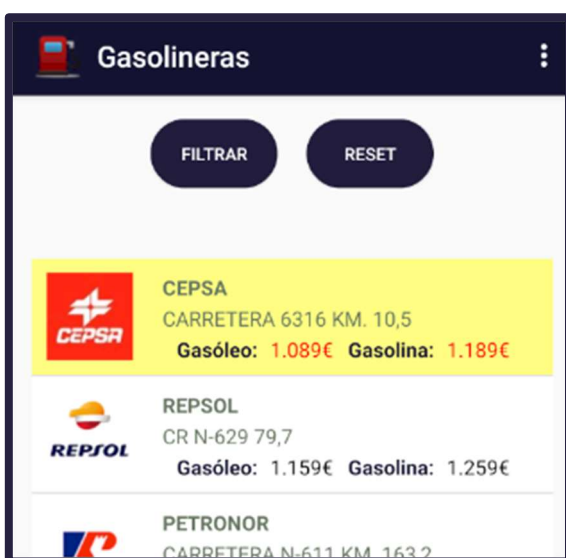 Gasolineras
FILTRAR RESET
CEPSA
CARRETERA 6316 KM. 10,5
CEPSA
Gasóleo: 1.089€ Gasolina: 1.189€
REPSOL
CR N-629 79,7
REPSOL
Gasóleo: 1.159€ Gasolina: 1.259€
PETRONOR
CARRETERA N-611 KM. 163,2